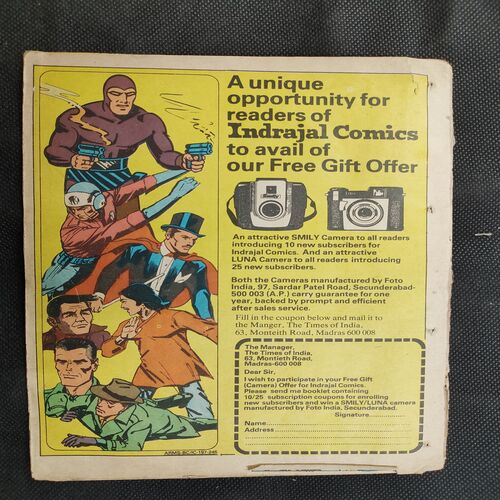 A unique
opportunity for
readers of
Indrajal Comics
to avail of
our Free Gift Offer
An attractive SMILY Camera to all readers
introducing 10 new subscribers for
Indrajal Comics. And an attractive
LUNA Camera to all readers introducing
25 new subscribers.
Both the Cameras manufactured by Foto
India, 97, Sardar Patel Road, Secunderabad-
500 003 (A.P.) carry guarantee for one
year, backed by prompt and efficient
after sales service.
Fill in the coupon below and mail it to
the Manger, The Times of India,
63, Monteith Road, Madras 600 008
The Manager,
The Times of India,
63, Montieth Road,
Madras-600 008
Dear Sir,
I wish to participate in your Free Gift
(Camera) Offer for Indrajal Comics.
Please send me booklet containing
10/25 subscription coupons for enrolling
new subscribers and win a SMILY/LUNA camera
manufactured by Foto India, Secunderabad.
Signature
Name
Address